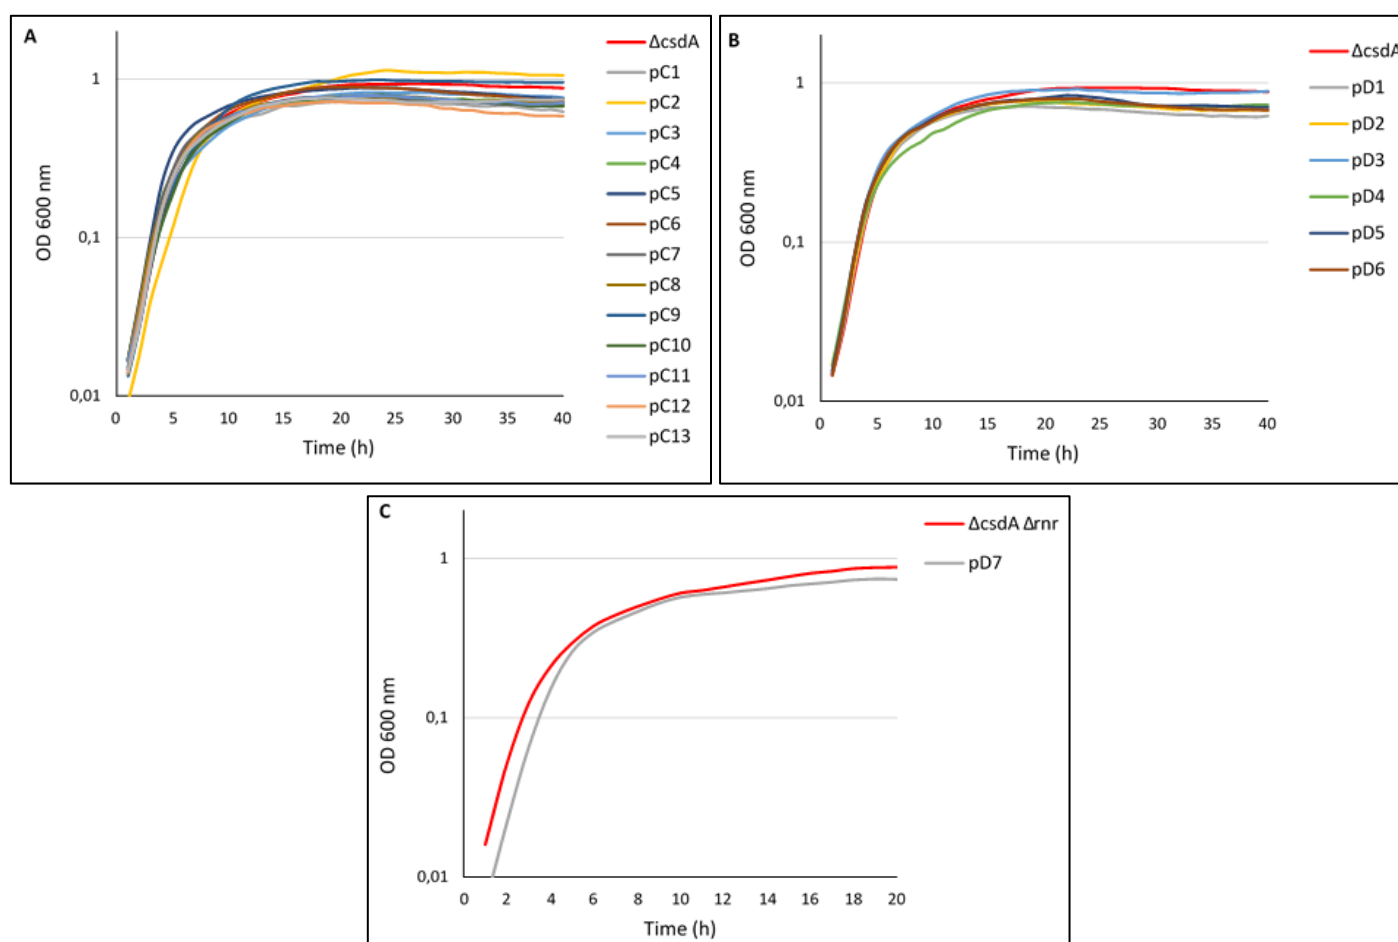 A
OD 600 nm
1
0,1
0,01
0 5 10 15 20 25 30 35 40
Time (h)
ΔcsdA
pC1
pC2
pC3
pC4
pC5
pC6
pC7
pC8
pC9
pC10
pC11
pC12
pC13
B
OD 600 nm
1
0,1
0,01
0 5 10 15 20 25 30 35 40
Time (h)
ΔcsdA
pD1
pD2
pD3
pD4
pD5
pD6
C
OD 600 nm
1
0,1
0,01
0 2 4 6 8 10 12 14 16 18 20
Time (h)
ΔcsdA Δrnr
pD7